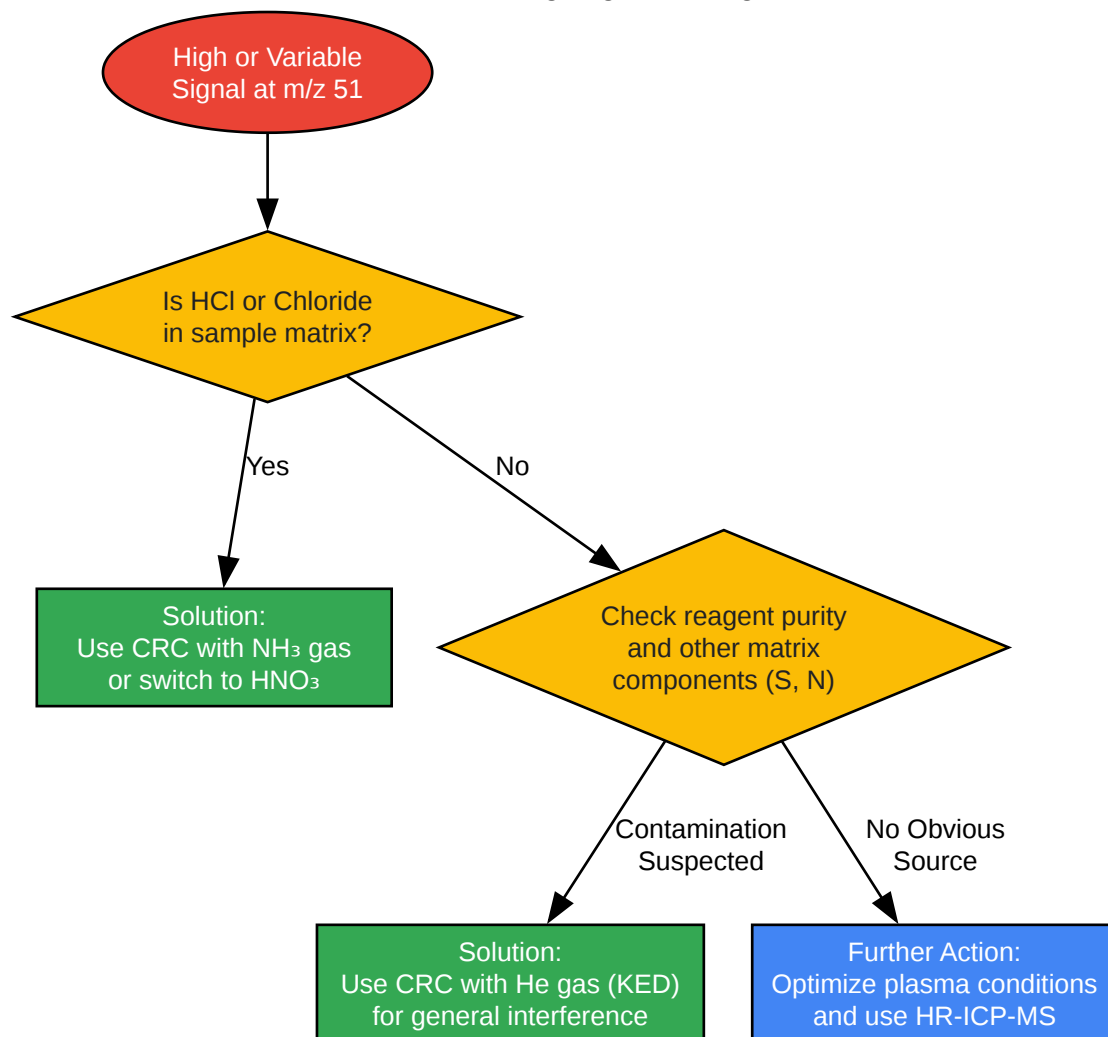 High or Variable
Signal at m/z 51
Is HCl or Chloride
in sample matrix?
Yes
No
Solution:
Use CRC with NH₃ gas
or switch to HNO₃
Check reagent purity
and other matrix
components (S, N)
Contamination
Suspected
No Obvious
Source
Solution:
Use CRC with He gas (KED)
for general interference
Further Action:
Optimize plasma conditions
and use HR-ICP-MS